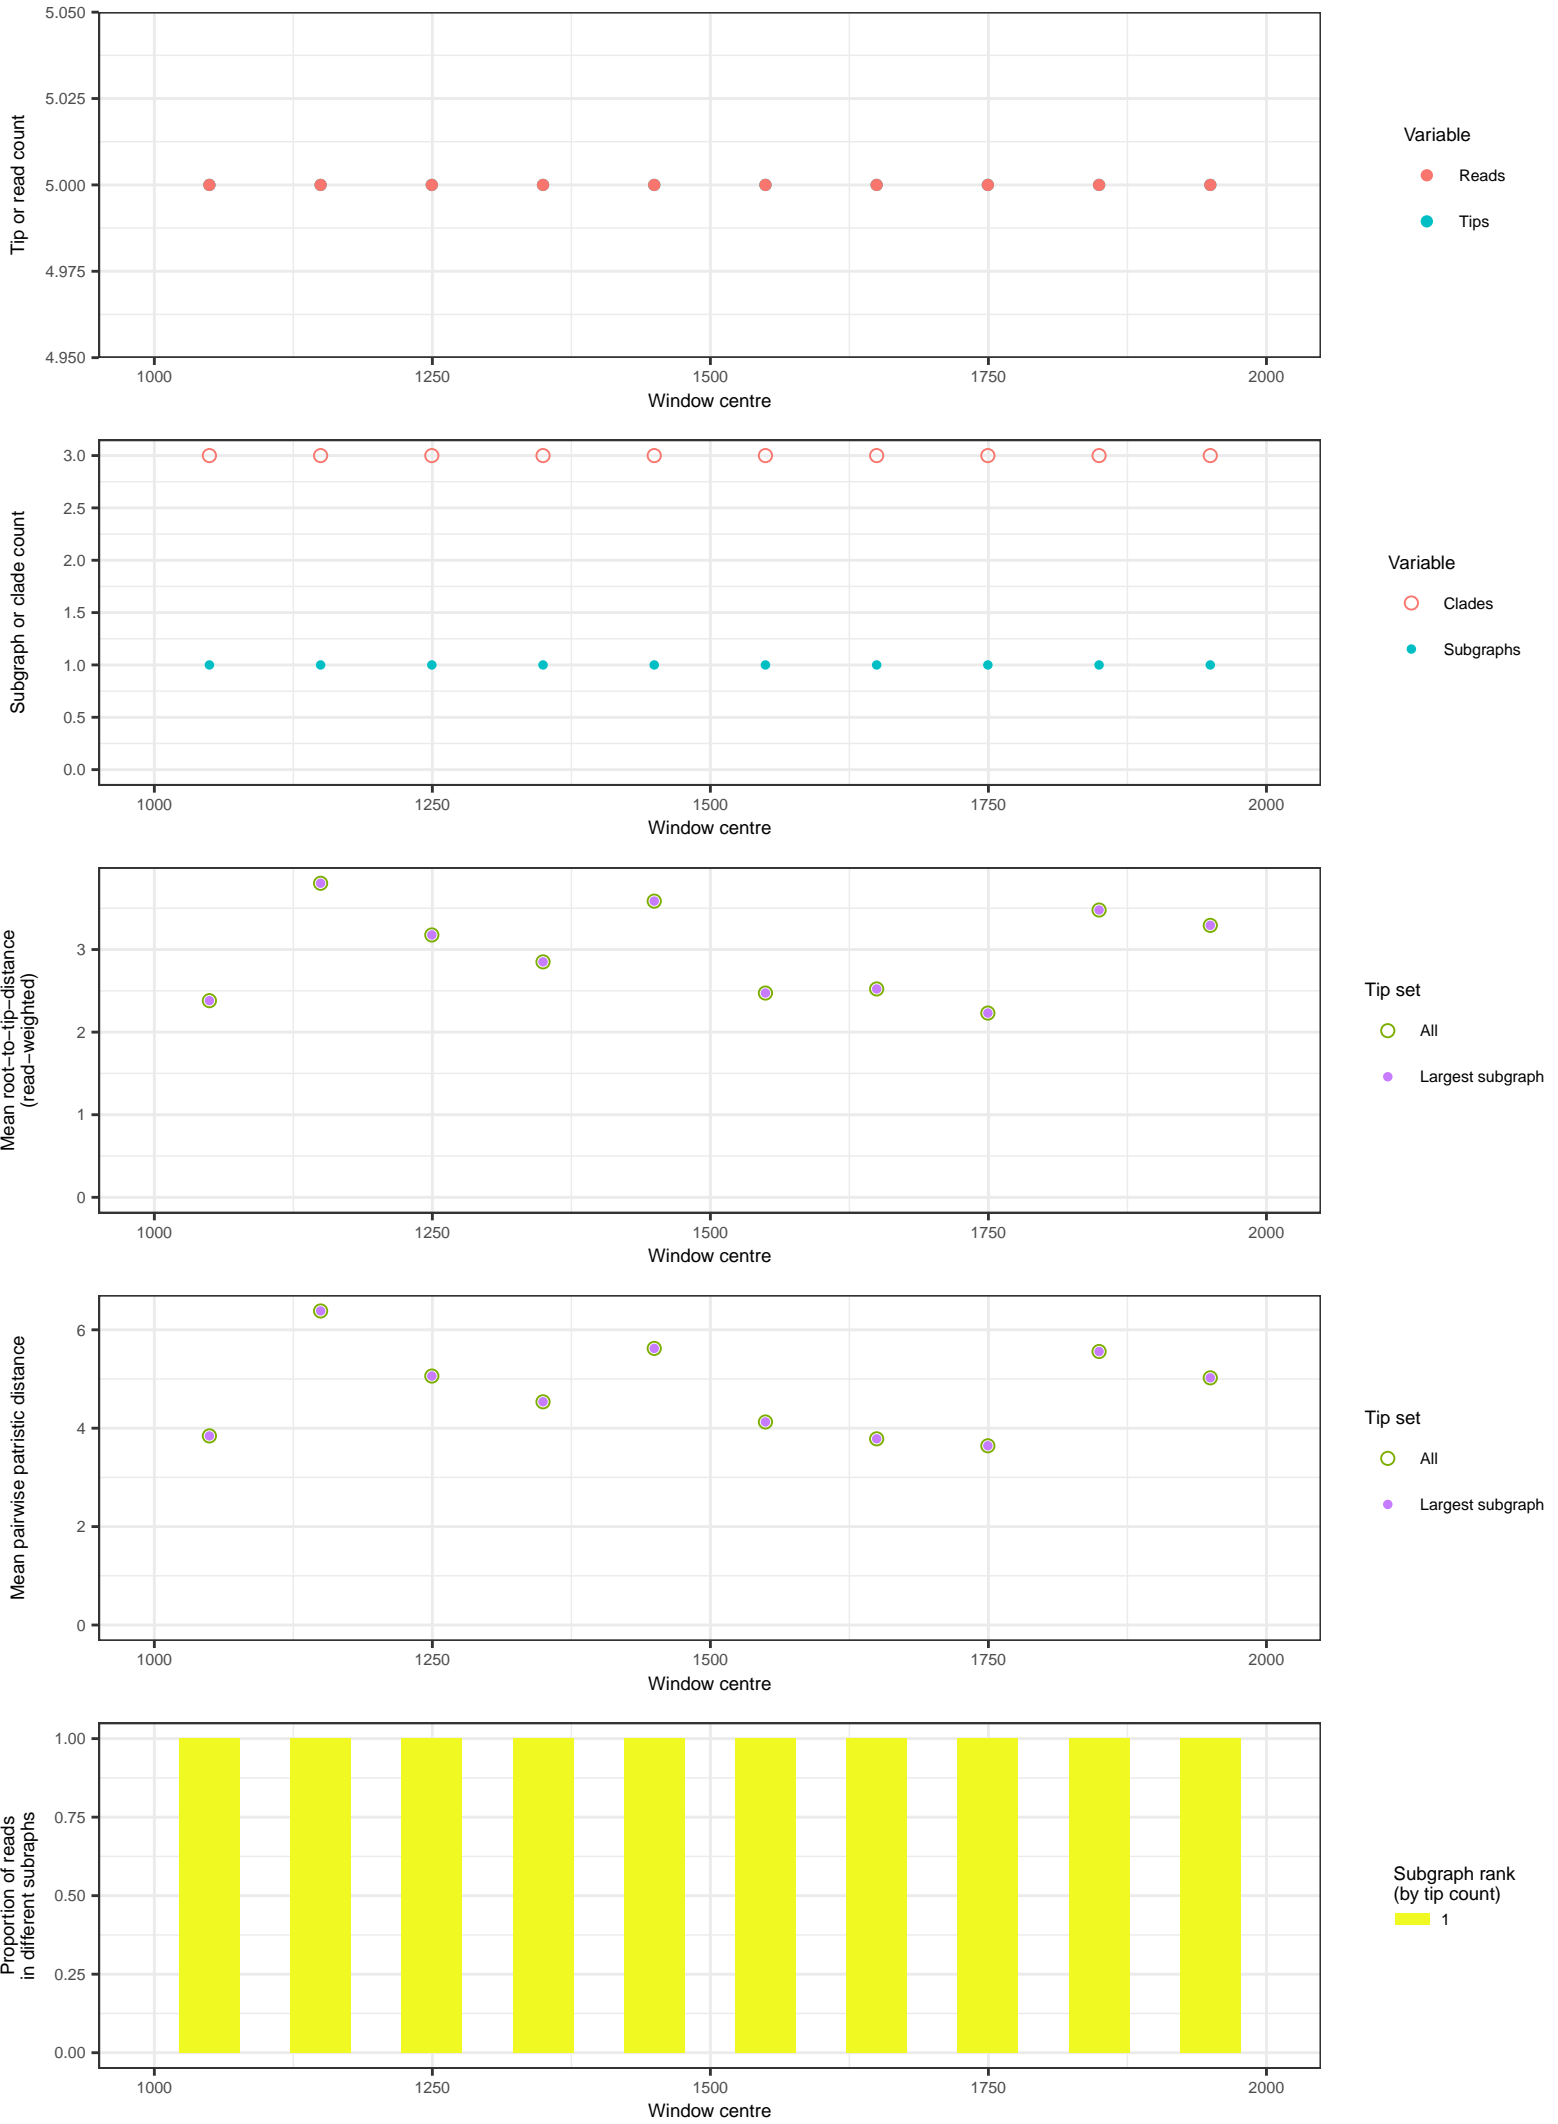 5.050
5.025
5.000
4.975
4.950
Tip or read count
1000 1250 1500 1750 2000
Window centre
Variable
Reads
Tips
3.0
2.5
2.0
1.5
1.0
0.5
0.0
Subgraph or clade count
1000 1250 1500 1750 2000
Window centre
Variable
Clades
Subgraphs
3
2
1
0
Mean root−to−tip−distance
(read−weighted)
1000 1250 1500 1750 2000
Window centre
Tip set
All
Largest subgraph
6
4
2
0
Mean pairwise patristic distance
1000 1250 1500 1750 2000
Window centre
Tip set
All
Largest subgraph
1.00
0.75
0.50
0.25
0.00
Proportion of reads
in different subraphs
1000 1250 1500 1750 2000
Window centre
Subgraph rank
(by tip count)
1